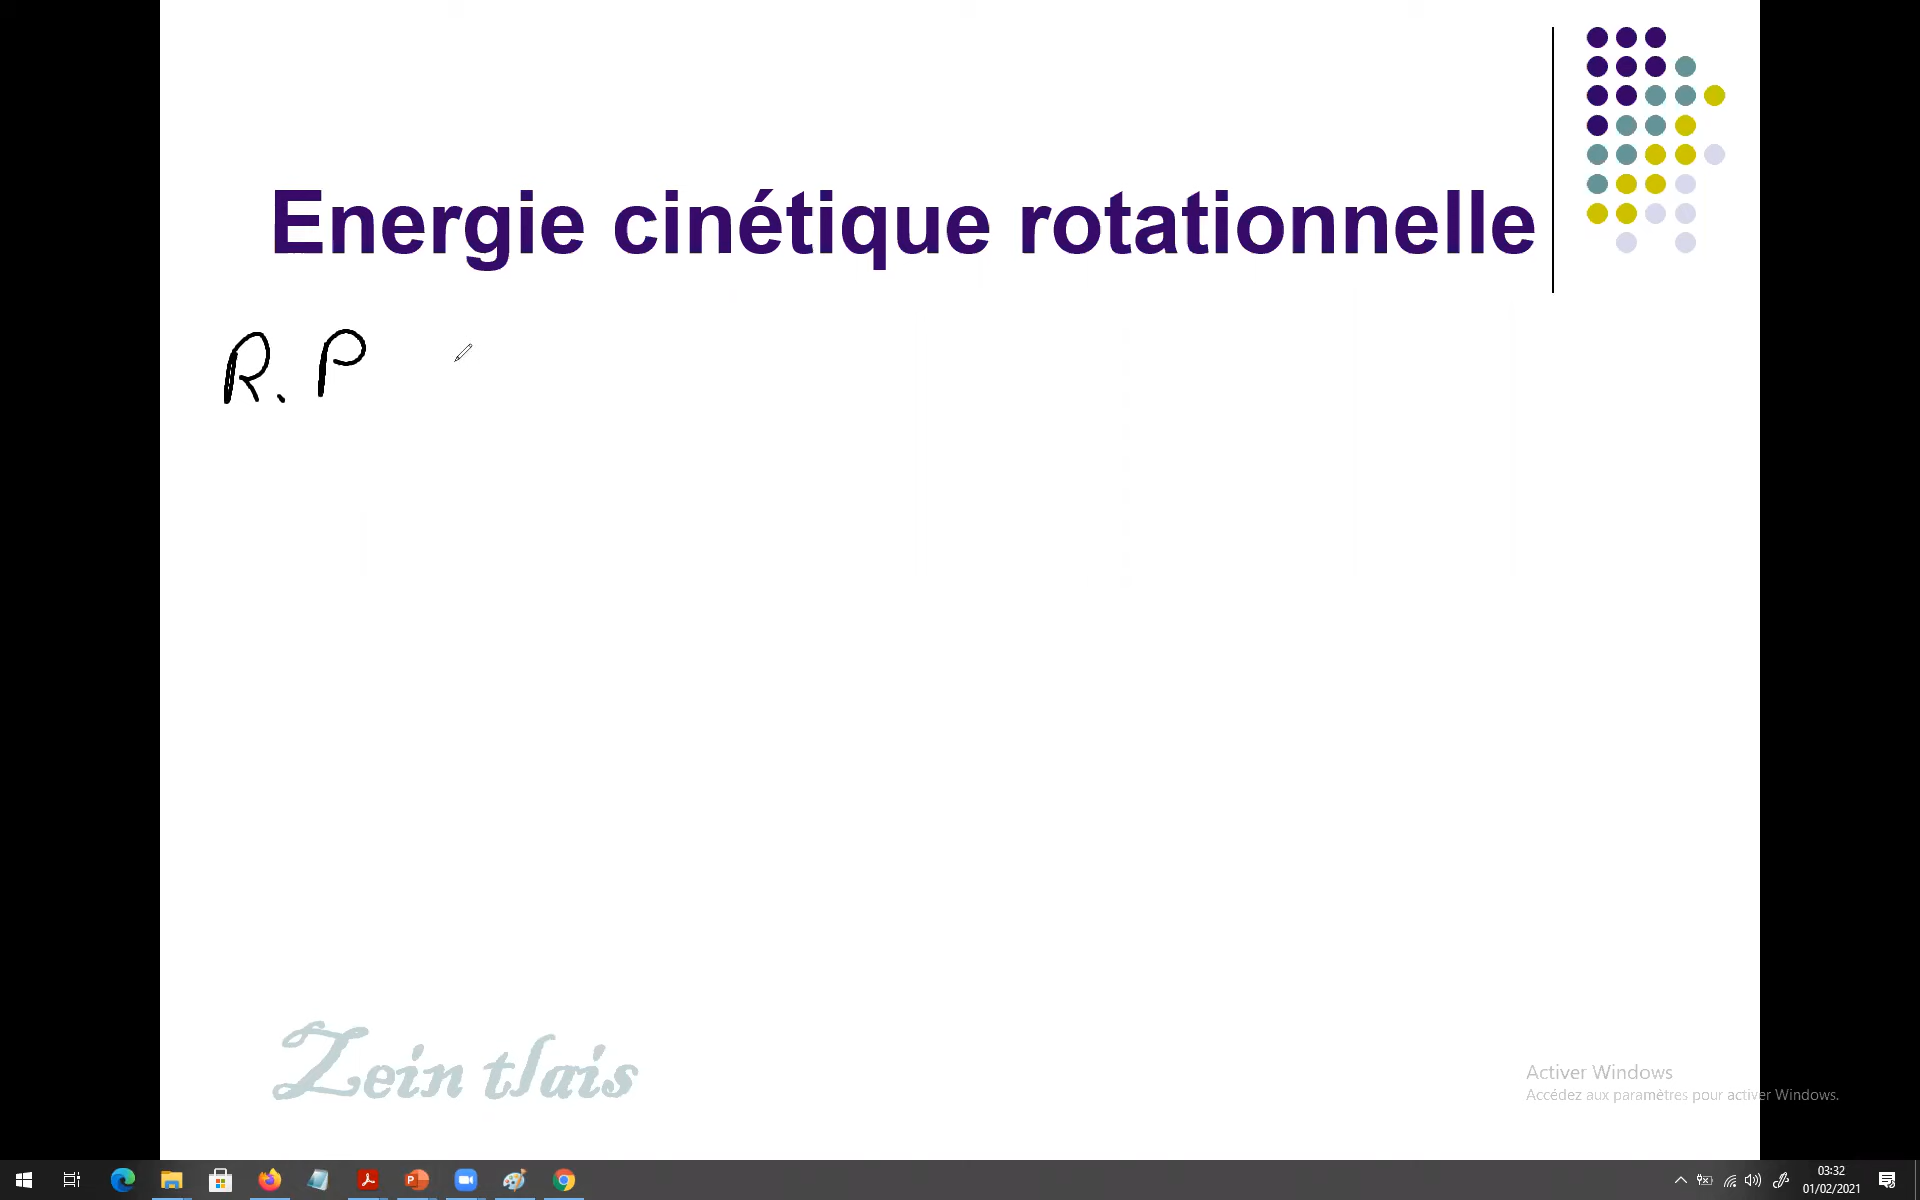 Energie cinétique rotationnelle
R. P
Zein tlais
Activer Windows
Accédez aux paramètres pour activer Windows.
03:32
01/02/2021